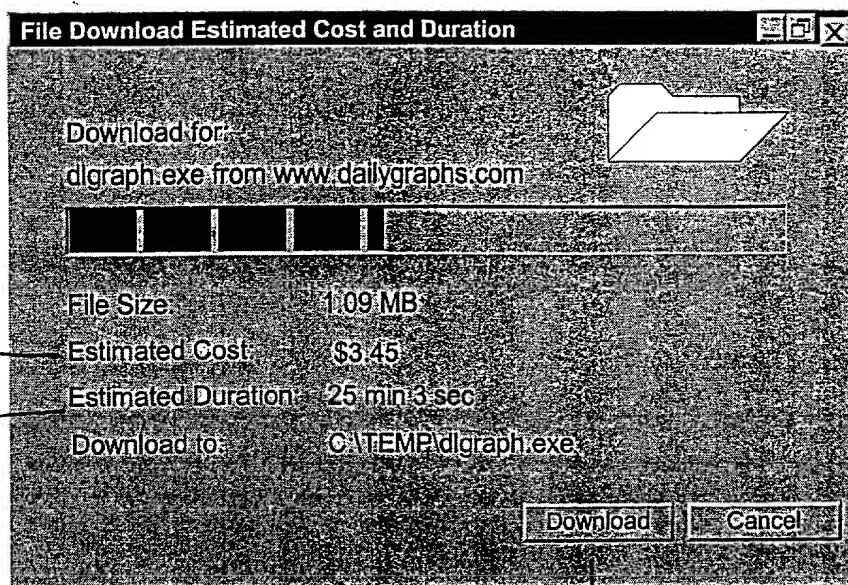 File Download Estimated Cost and Duration
Download for:
dlgraph.exe from www.dailygraphs.com
File Size: 1.09 MB
Estimated Cost: $3.45
Estimated Duration: 25 min 3 sec
Download to: C:\TEMP\dlgraph.exe
Download Cancel